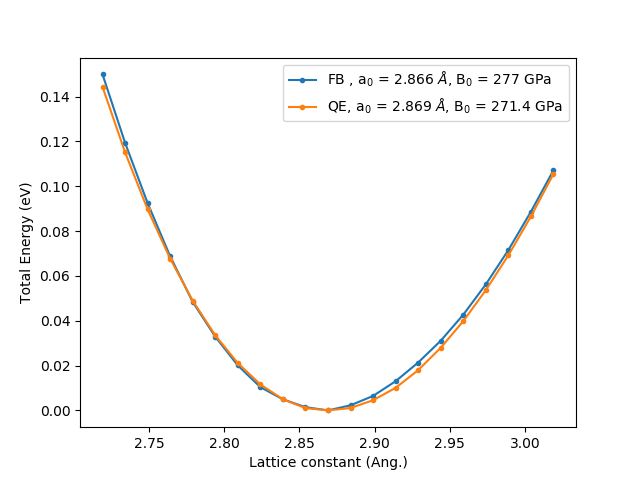 FB , a₀ = 2.866 Å, B₀ = 277 GPa
QE, a₀ = 2.869 Å, B₀ = 271.4 GPa
0.14
0.12
0.10
0.08
0.06
0.04
0.02
0.00
Total Energy (eV)
2.75 2.80 2.85 2.90 2.95 3.00
Lattice constant (Ang.)